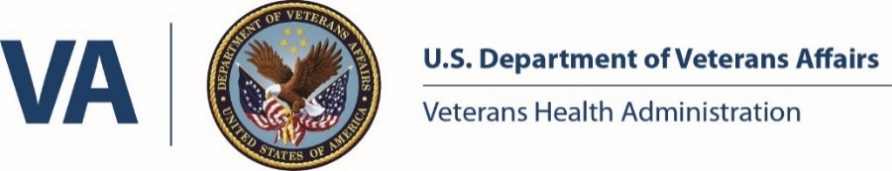 VA
DEPARTMENT OF VETERANS AFFAIRS
UNITED STATES OF AMERICA
U.S. Department of Veterans Affairs
Veterans Health Administration